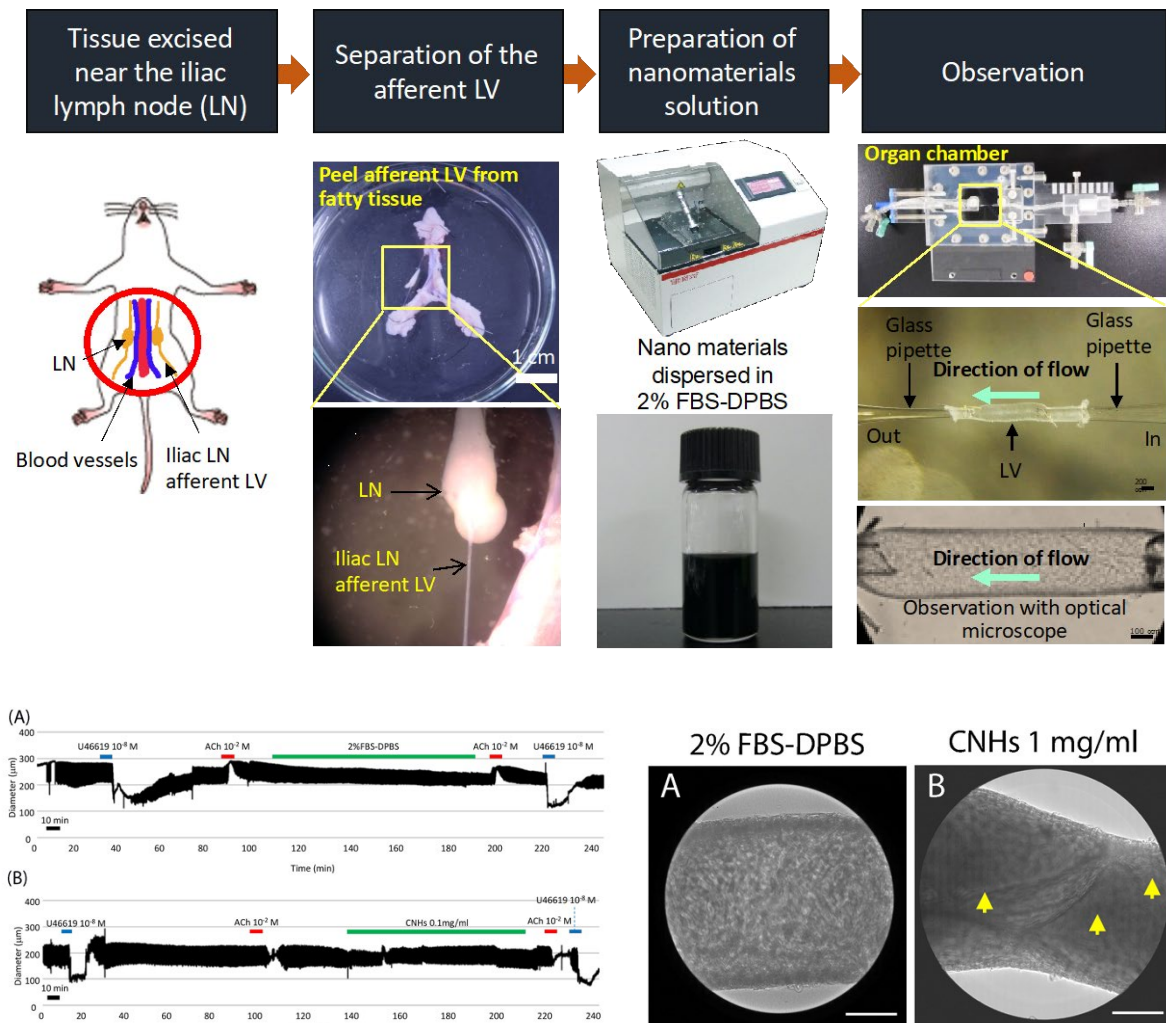 Tissue excised
near the iliac
lymph node (LN)
Separation of the
afferent LV
Preparation of
nanomaterials
solution
Observation
LN
Blood vessels
Iliac LN
afferent LV
Peel afferent LV from
fatty tissue
1 cm
LN
Iliac LN
afferent LV
Nano materials
dispersed in
2% FBS-DPBS
Organ chamber
Glass
pipette
Glass
pipette
Direction of flow
Out
In
LV
200
Direction of flow
Observation with optical
microscope
100 µm
(A)
U46619 10⁻⁸ M
ACh 10⁻² M
2%FBS-DPBS
ACh 10⁻² M
U46619 10⁻⁸ M
Diameter (µm)
400
300
200
100
0
10 min
0 20 40 60 80 100 120 140 160 180 200 220 240
Time (min)
(B)
U46619 10⁻⁸ M
U46619 10⁻⁸ M
ACh 10⁻² M
CNHs 0.1mg/ml
ACh 10⁻² M
Diameter (µm)
400
300
200
100
0
10 min
0 20 40 60 80 100 120 140 160 180 200 220 240
2% FBS-DPBS
A
CNHs 1 mg/ml
B